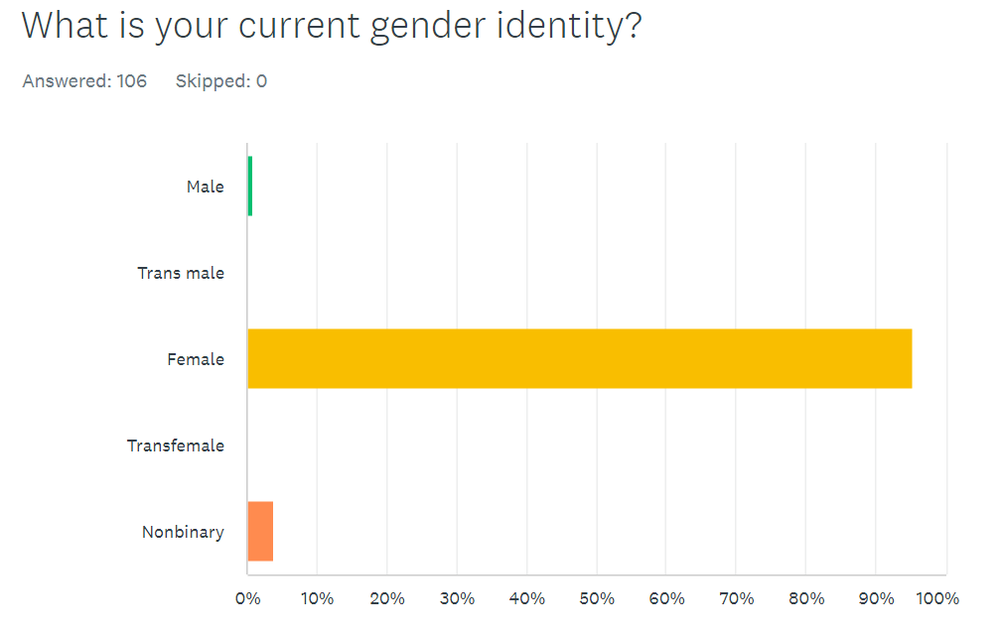 What is your current gender identity?
Answered: 106 Skipped: 0
Male
Trans male
Female
Transfemale
Nonbinary
0% 10% 20% 30% 40% 50% 60% 70% 80% 90% 100%